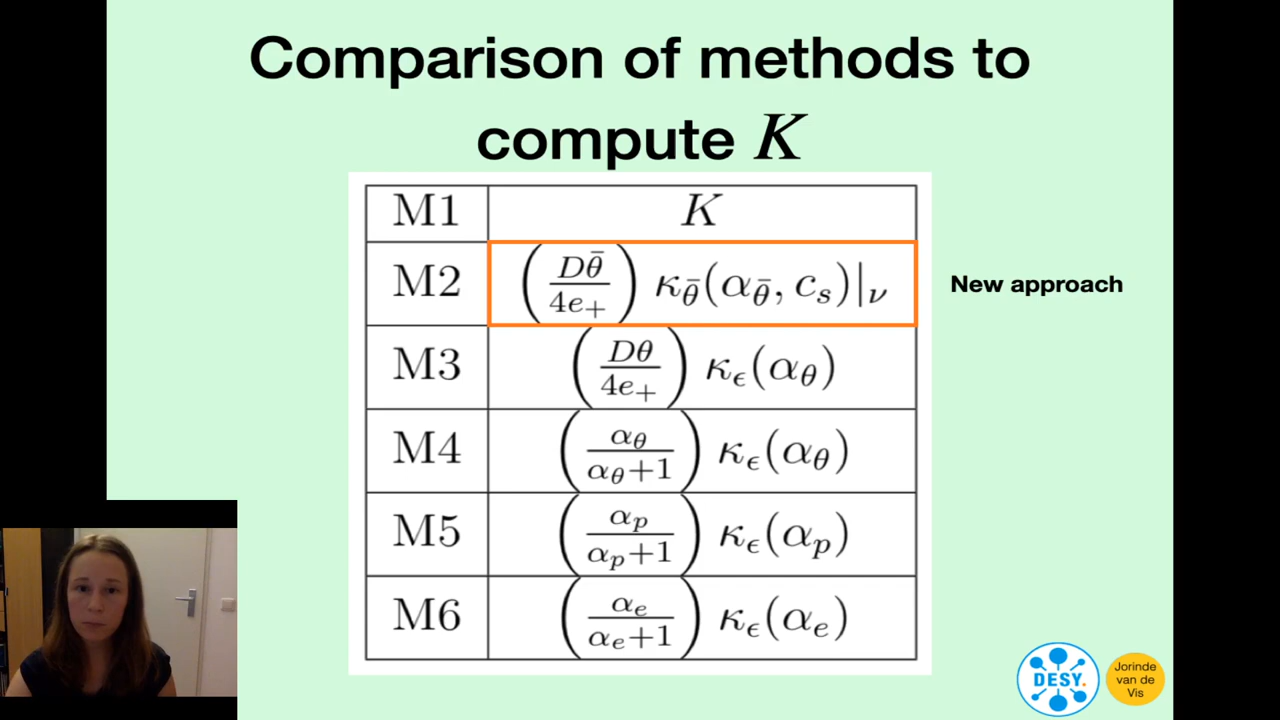 Comparison of methods to
compute K
M1 K
M2 (Dθ̄/4e₊) κ_θ̄(α_θ̄, c_s)|_ν
New approach
M3 (Dθ/4e₊) κ_ϵ(α_θ)
M4 (α_θ/α_θ+1) κ_ϵ(α_θ)
M5 (α_p/α_p+1) κ_ϵ(α_p)
M6 (α_e/α_e+1) κ_ϵ(α_e)
DESY.
Jorinde
van de
Vis